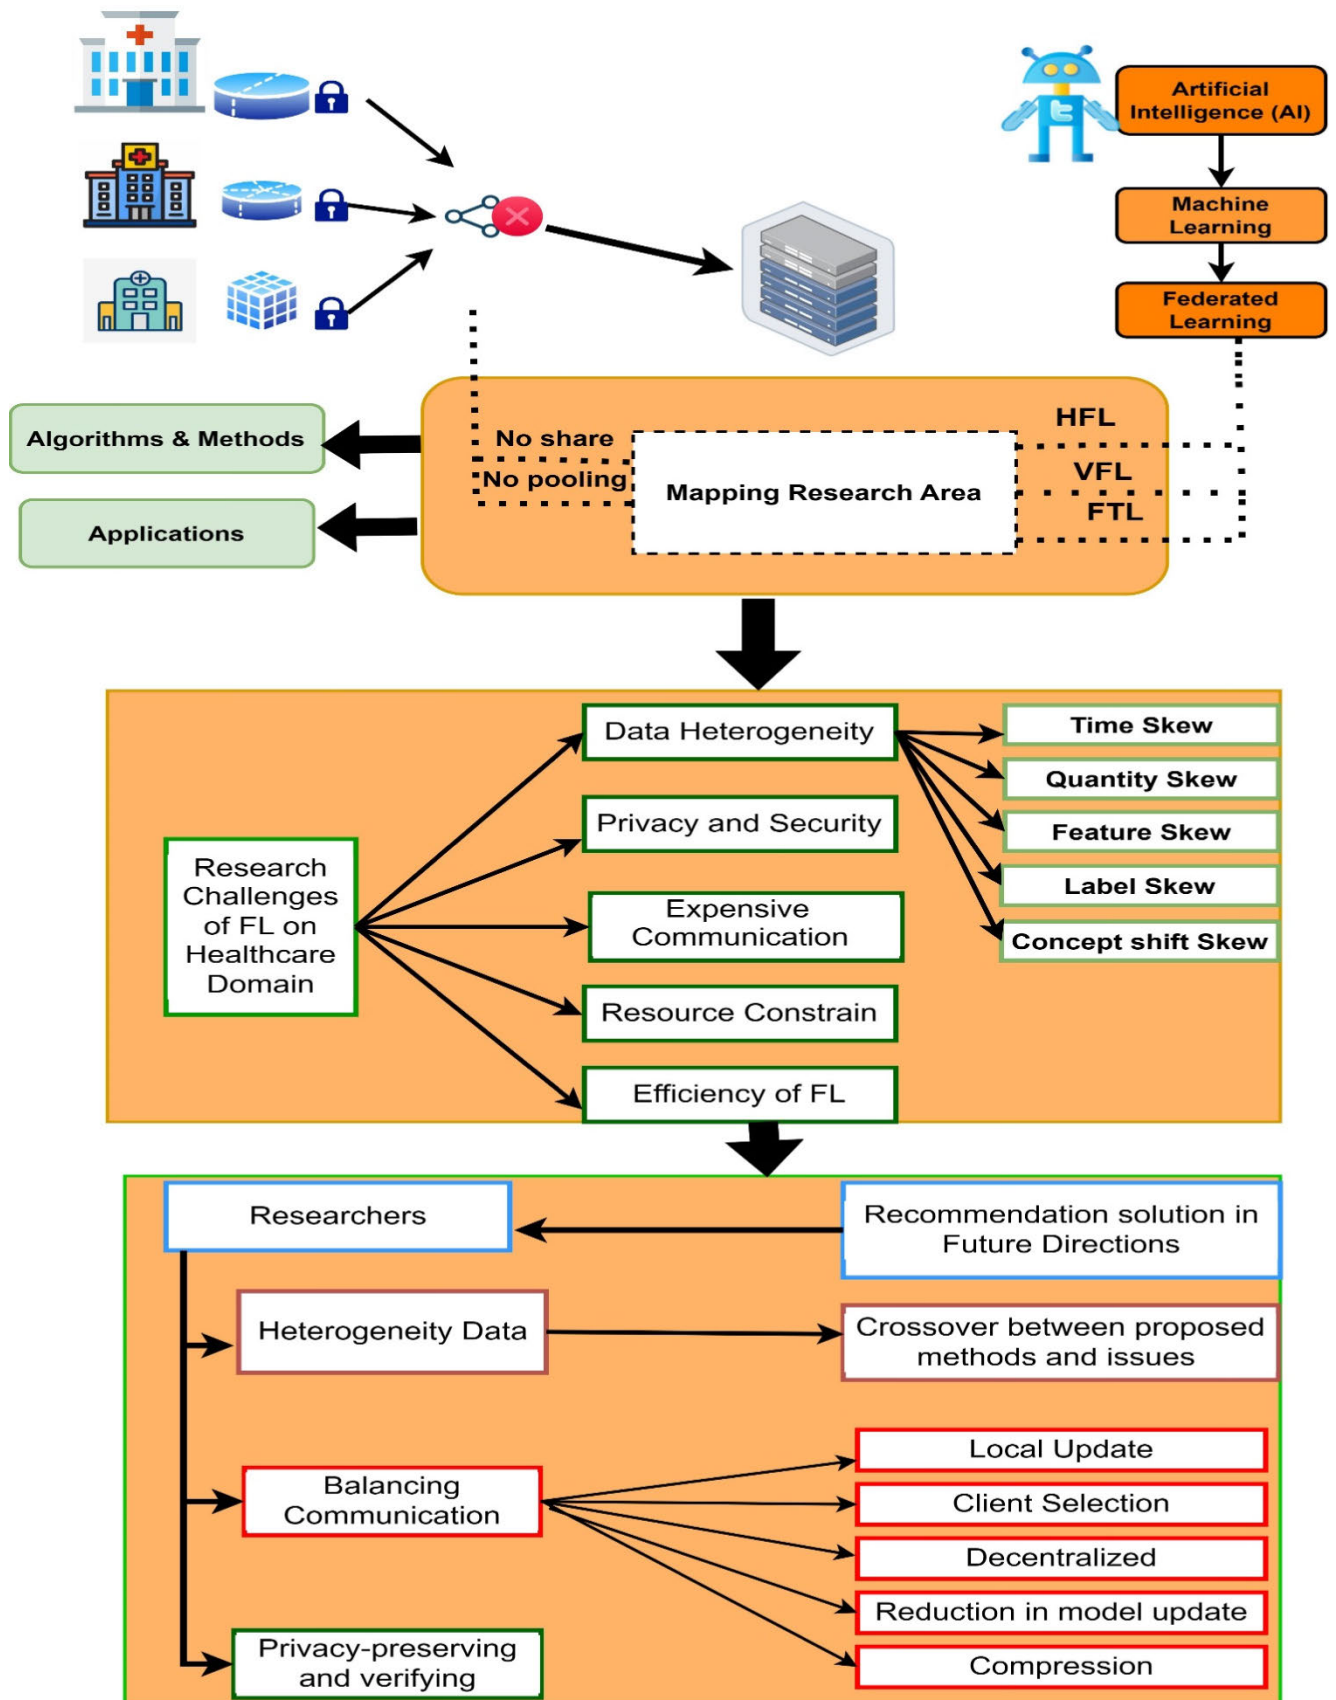 Artificial
Intelligence (AI)
Machine
Learning
Federated
Learning
Algorithms & Methods
Applications
No share
No pooling
Mapping Research Area
HFL
VFL
FTL
Research
Challenges
of FL on
Healthcare
Domain
Data Heterogeneity
Privacy and Security
Expensive
Communication
Resource Constrain
Efficiency of FL
Time Skew
Quantity Skew
Feature Skew
Label Skew
Concept shift Skew
Researchers
Recommendation solution in
Future Directions
Heterogeneity Data
Crossover between proposed
methods and issues
Balancing
Communication
Local Update
Client Selection
Decentralized
Reduction in model update
Compression
Privacy-preserving
and verifying